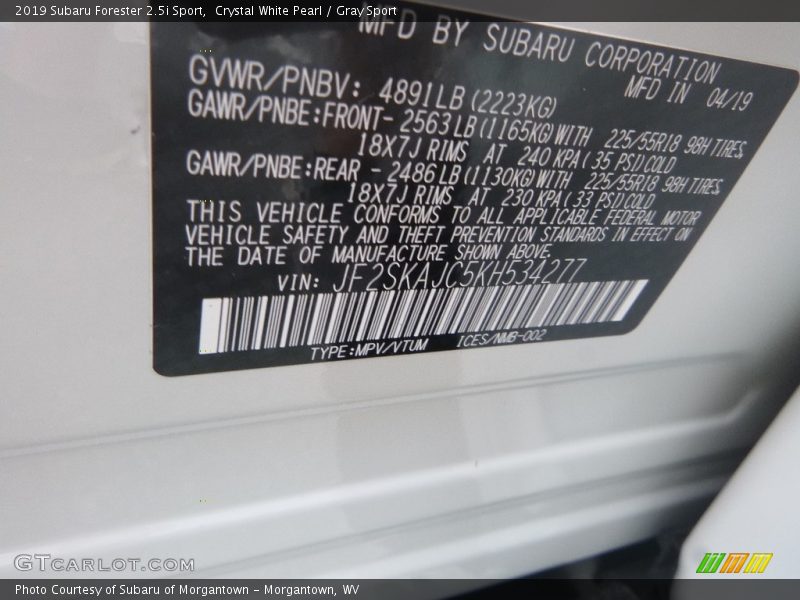 2019 Subaru Forester 2.5i Sport,  Crystal White Pearl / Gray Sport
MFD BY SUBARU CORPORATION
MFD IN 04/19
GVWR/PNBV: 4891LB(2223KG)
GAWR/PNBE:FRONT- 2563LB(1165KG)WITH 225/55R18 98H TIRES,
18X7J RIMS AT 240 KPA(35 PSI)COLD
GAWR/PNBE:REAR - 2486LB(1130KG)WITH 225/55R18 98H TIRES,
18X7J RIMS AT 230 KPA(33 PSI)COLD
THIS VEHICLE CONFORMS TO ALL APPLICABLE FEDERAL MOTOR
VEHICLE SAFETY AND THEFT PREVENTION STANDARDS IN EFFECT ON
THE DATE OF MANUFACTURE SHOWN ABOVE.
VIN: JF2SKAJC5KH534277
TYPE:MPV/VTUM ICES/NMB-002
GTCARLOT.COM
Photo Courtesy of Subaru of Morgantown - Morgantown, WV